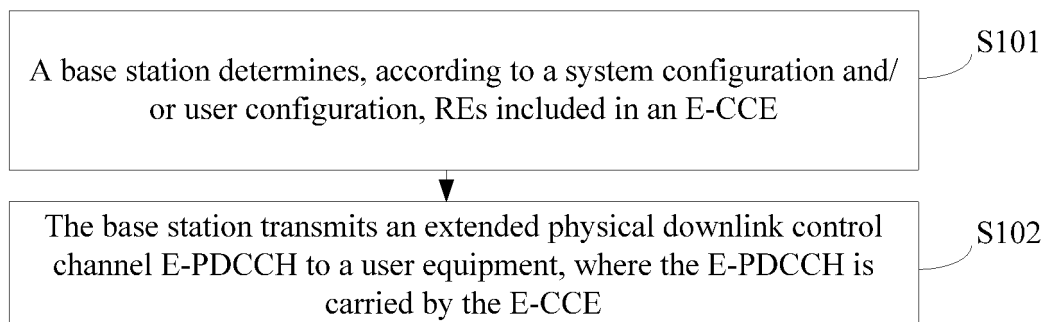 A base station determines, according to a system configuration and/
or user configuration, REs included in an E-CCE
S101
The base station transmits an extended physical downlink control
channel E-PDCCH to a user equipment, where the E-PDCCH is
carried by the E-CCE
S102